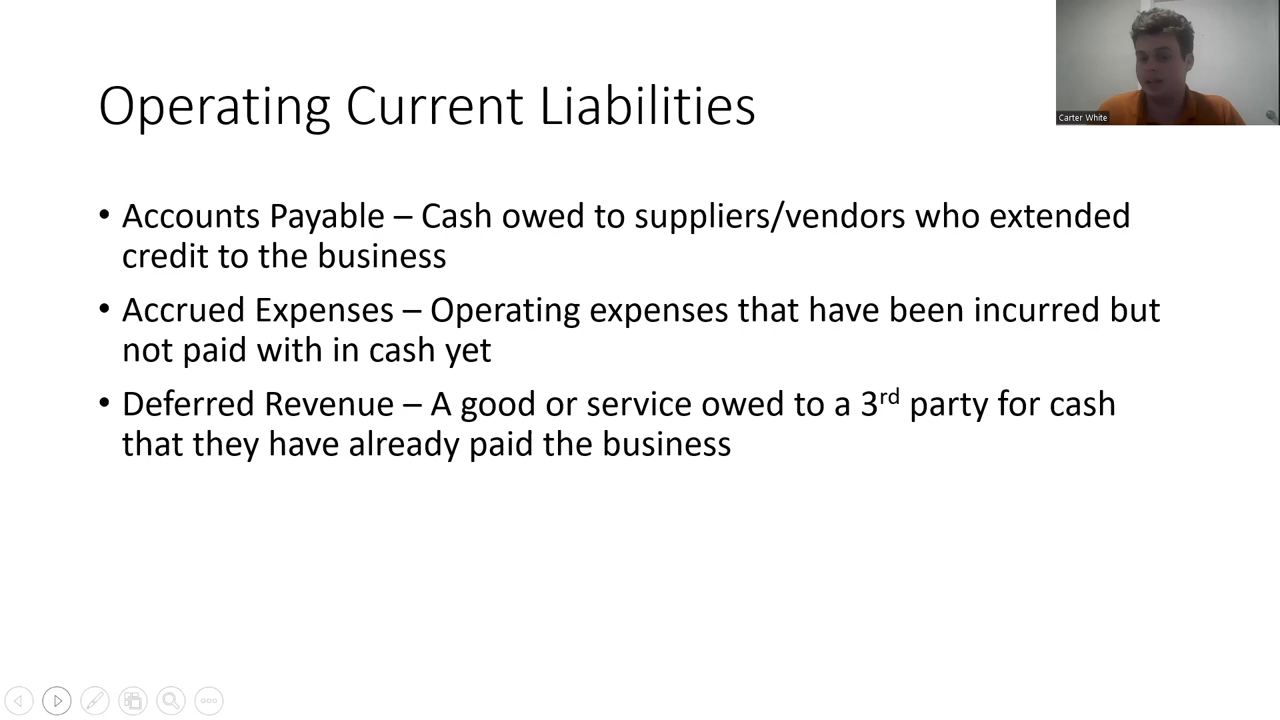 Operating Current Liabilities
Carter White
• Accounts Payable – Cash owed to suppliers/vendors who extended
credit to the business
• Accrued Expenses – Operating expenses that have been incurred but
not paid with in cash yet
• Deferred Revenue – A good or service owed to a 3rd party for cash
that they have already paid the business